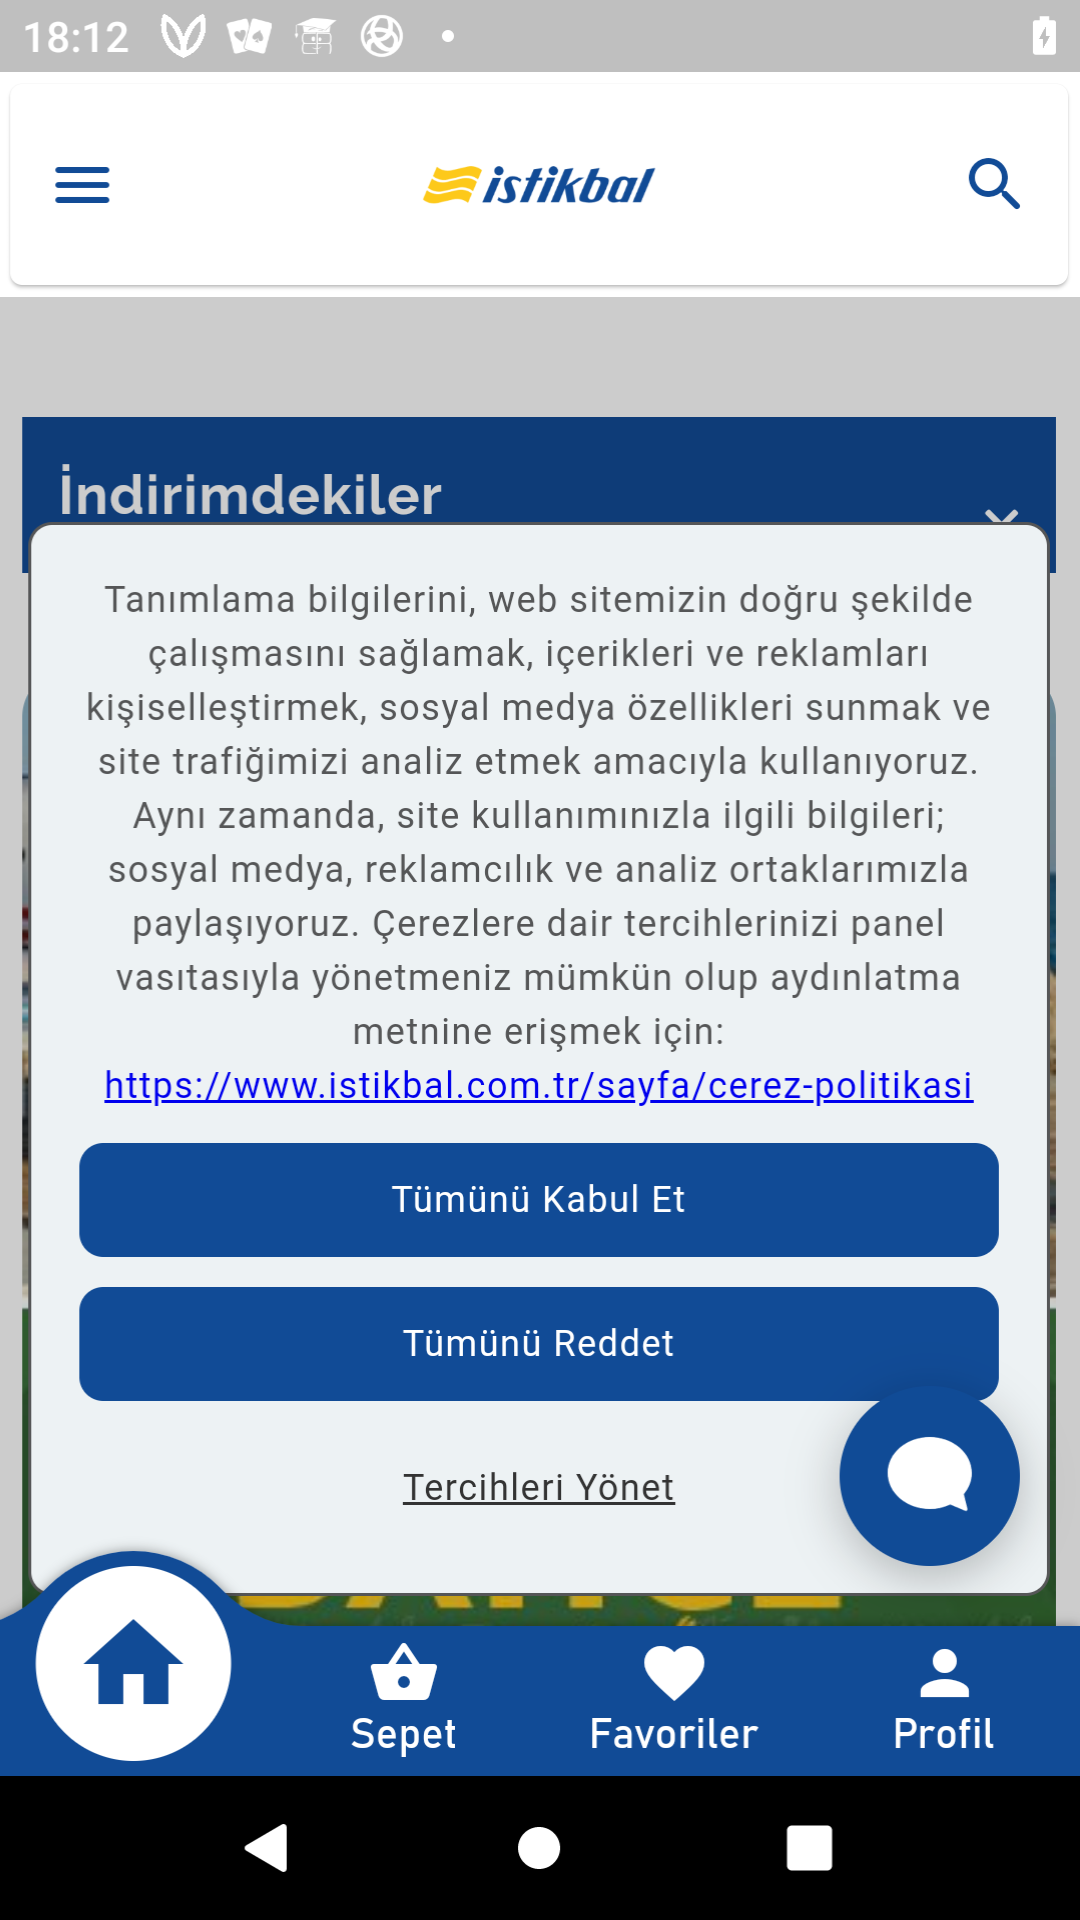 18:12
istikbal
İndirimdekiler
Tanımlama bilgilerini, web sitemizin doğru şekilde
çalışmasını sağlamak, içerikleri ve reklamları
kişiselleştirmek, sosyal medya özellikleri sunmak ve
site trafiğimizi analiz etmek amacıyla kullanıyoruz.
Aynı zamanda, site kullanımınızla ilgili bilgileri;
sosyal medya, reklamcılık ve analiz ortaklarımızla
paylaşıyoruz. Çerezlere dair tercihlerinizi panel
vasıtasıyla yönetmeniz mümkün olup aydınlatma
metnine erişmek için:
https://www.istikbal.com.tr/sayfa/cerez-politikasi
Tümünü Kabul Et
Tümünü Reddet
Tercihleri Yönet
Sepet
Favoriler
Profil